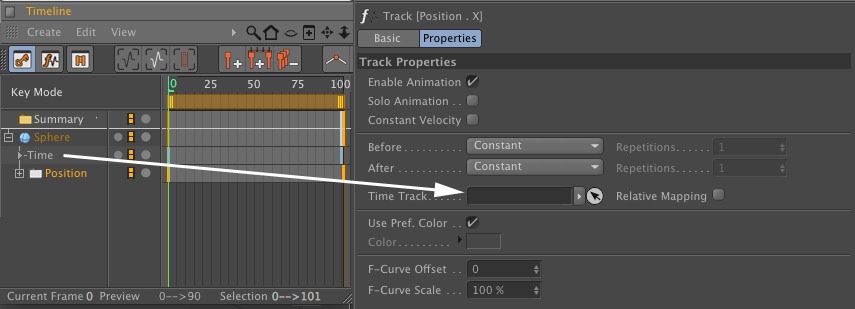 Timeline
Create Edit View
0 25 50 75 100
Key Mode
Summary
Sphere
Time
Position
Current Frame 0 Preview 0-->90 Selection 0-->101
Track [Position . X]
Basic Properties
Track Properties
Enable Animation
Solo Animation . .
Constant Velocity
Before . . . . . . . . . Constant Repetitions. . . . . 1
After . . . . . . . . . . Constant Repetitions. . . . . 1
Time Track. . . . . . Relative Mapping
Use Pref. Color . .
Color. . . . . . . . .
F-Curve Offset . . 0
F-Curve Scale . . . 100 %